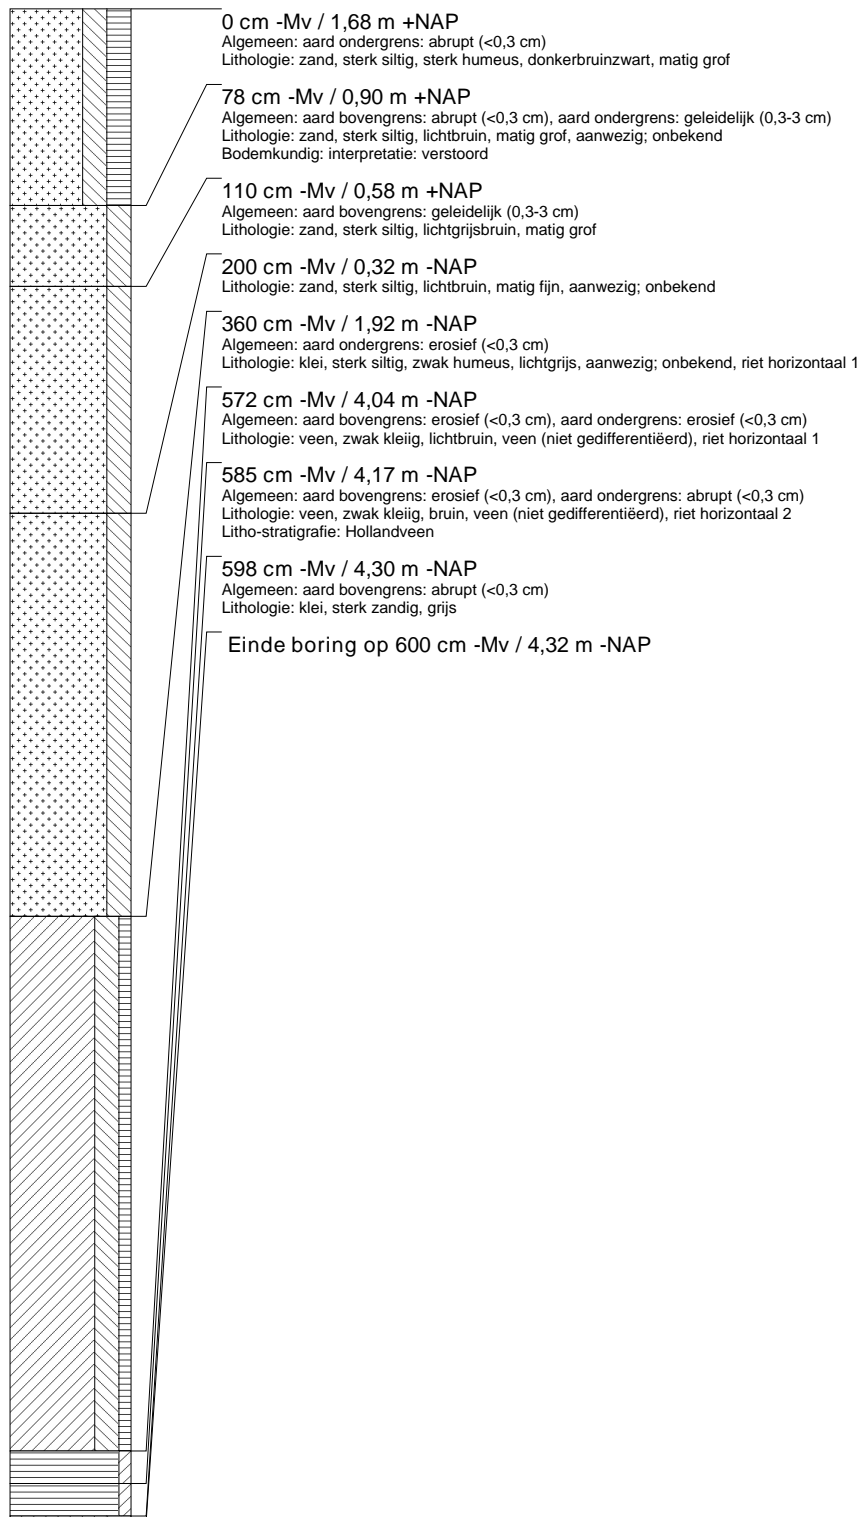 0 cm -Mv / 1,68 m +NAP
Algemeen: aard ondergrens: abrupt (<0,3 cm)
Lithologie: zand, sterk siltig, sterk humeus, donkerbruinzwart, matig grof
78 cm -Mv / 0,90 m +NAP
Algemeen: aard bovengrens: abrupt (<0,3 cm), aard ondergrens: geleidelijk (0,3-3 cm)
Lithologie: zand, sterk siltig, lichtbruin, matig grof, aanwezig; onbekend
Bodemkundig: interpretatie: verstoord
110 cm -Mv / 0,58 m +NAP
Algemeen: aard bovengrens: geleidelijk (0,3-3 cm)
Lithologie: zand, sterk siltig, lichtgrijsbruin, matig grof
200 cm -Mv / 0,32 m -NAP
Lithologie: zand, sterk siltig, lichtbruin, matig fijn, aanwezig; onbekend
360 cm -Mv / 1,92 m -NAP
Algemeen: aard ondergrens: erosief (<0,3 cm)
Lithologie: klei, sterk siltig, zwak humeus, lichtgrijs, aanwezig; onbekend, riet horizontaal 1
572 cm -Mv / 4,04 m -NAP
Algemeen: aard bovengrens: erosief (<0,3 cm), aard ondergrens: erosief (<0,3 cm)
Lithologie: veen, zwak kleiig, lichtbruin, veen (niet gedifferentiëerd), riet horizontaal 1
585 cm -Mv / 4,17 m -NAP
Algemeen: aard bovengrens: erosief (<0,3 cm), aard ondergrens: abrupt (<0,3 cm)
Lithologie: veen, zwak kleiig, bruin, veen (niet gedifferentiëerd), riet horizontaal 2
Litho-stratigrafie: Hollandveen
598 cm -Mv / 4,30 m -NAP
Algemeen: aard bovengrens: abrupt (<0,3 cm)
Lithologie: klei, sterk zandig, grijs
Einde boring op 600 cm -Mv / 4,32 m -NAP